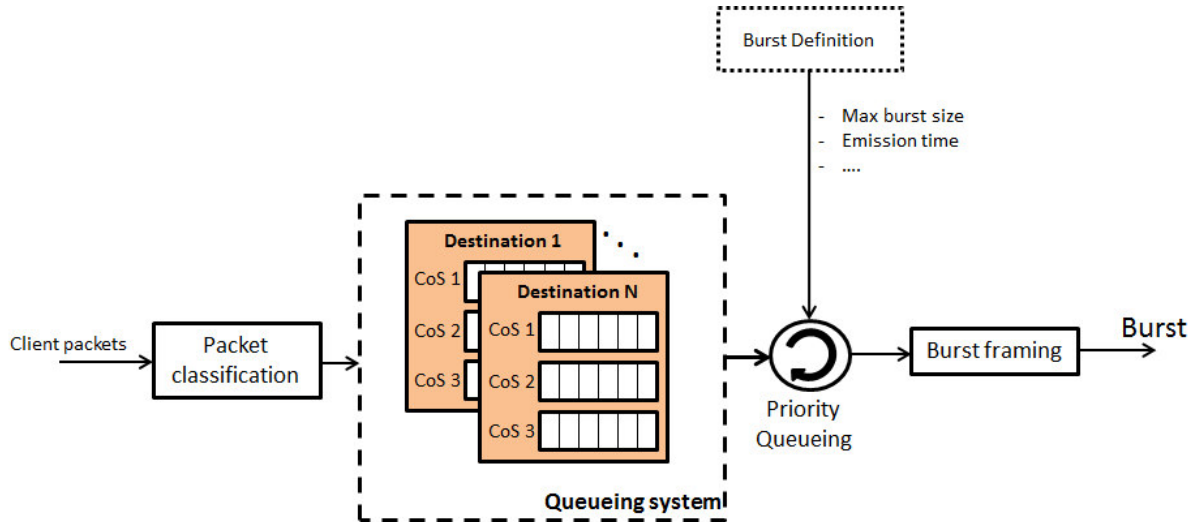 Burst Definition
- Max burst size
- Emission time
- ....
Destination 1
CoS 1
CoS 2
CoS 3
Destination N
CoS 1
CoS 2
CoS 3
Client packets
Packet
classification
Priority
Queueing
Burst framing
Burst
Queueing system